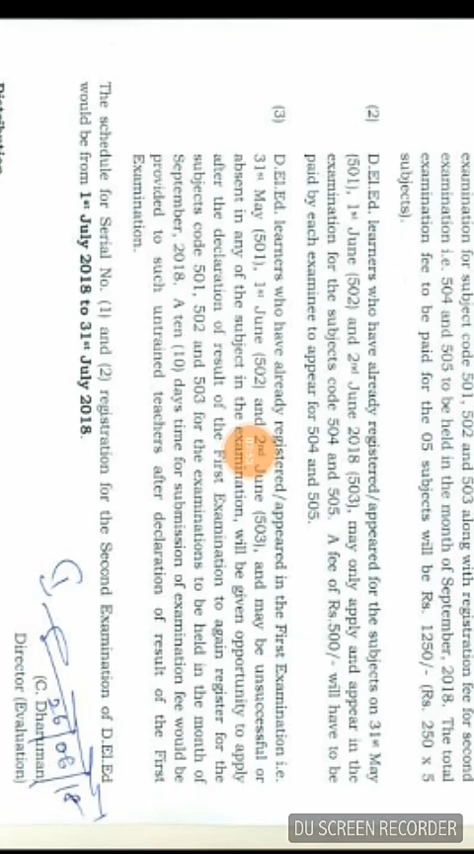 examination for subject code 501, 502 and 503 along with registration fee for second
examination i.e. 504 and 505 to be held in the month of September, 2018. The total
examination fee to be paid for the 05 subjects will be Rs. 1250/- (Rs. 250 x 5
subjects).
(2) D.El.Ed. learners who have already registered/appeared for the subjects on 31st May
(501), 1st June (502) and 2nd June 2018 (503), may only apply and appear in the
examination for the subjects code 504 and 505. A fee of Rs.500/- will have to be
paid by each examinee to appear for 504 and 505.
(3) D.El.Ed. learners who have already registered/appeared in the First Examination i.e.
31st May (501), 1st June (502) and 2nd June (503), and may be unsuccessful or
absent in any of the subject in the examination, will be given opportunity to apply
after the declaration of result of the First Examination to again register for the
subjects code 501, 502 and 503 for the examinations to be held in the month of
September, 2018. A ten (10) days time for submission of examination fee would be
provided to such untrained teachers after declaration of result of the First
Examination.
The schedule for Serial No. (1) and (2) registration for the Second Examination of D.El.Ed
would be from 1st July 2018 to 31st July 2018.
26/06/18
(C. Dharuman)
Director (Evaluation)
Distribution
DU SCREEN RECORDER